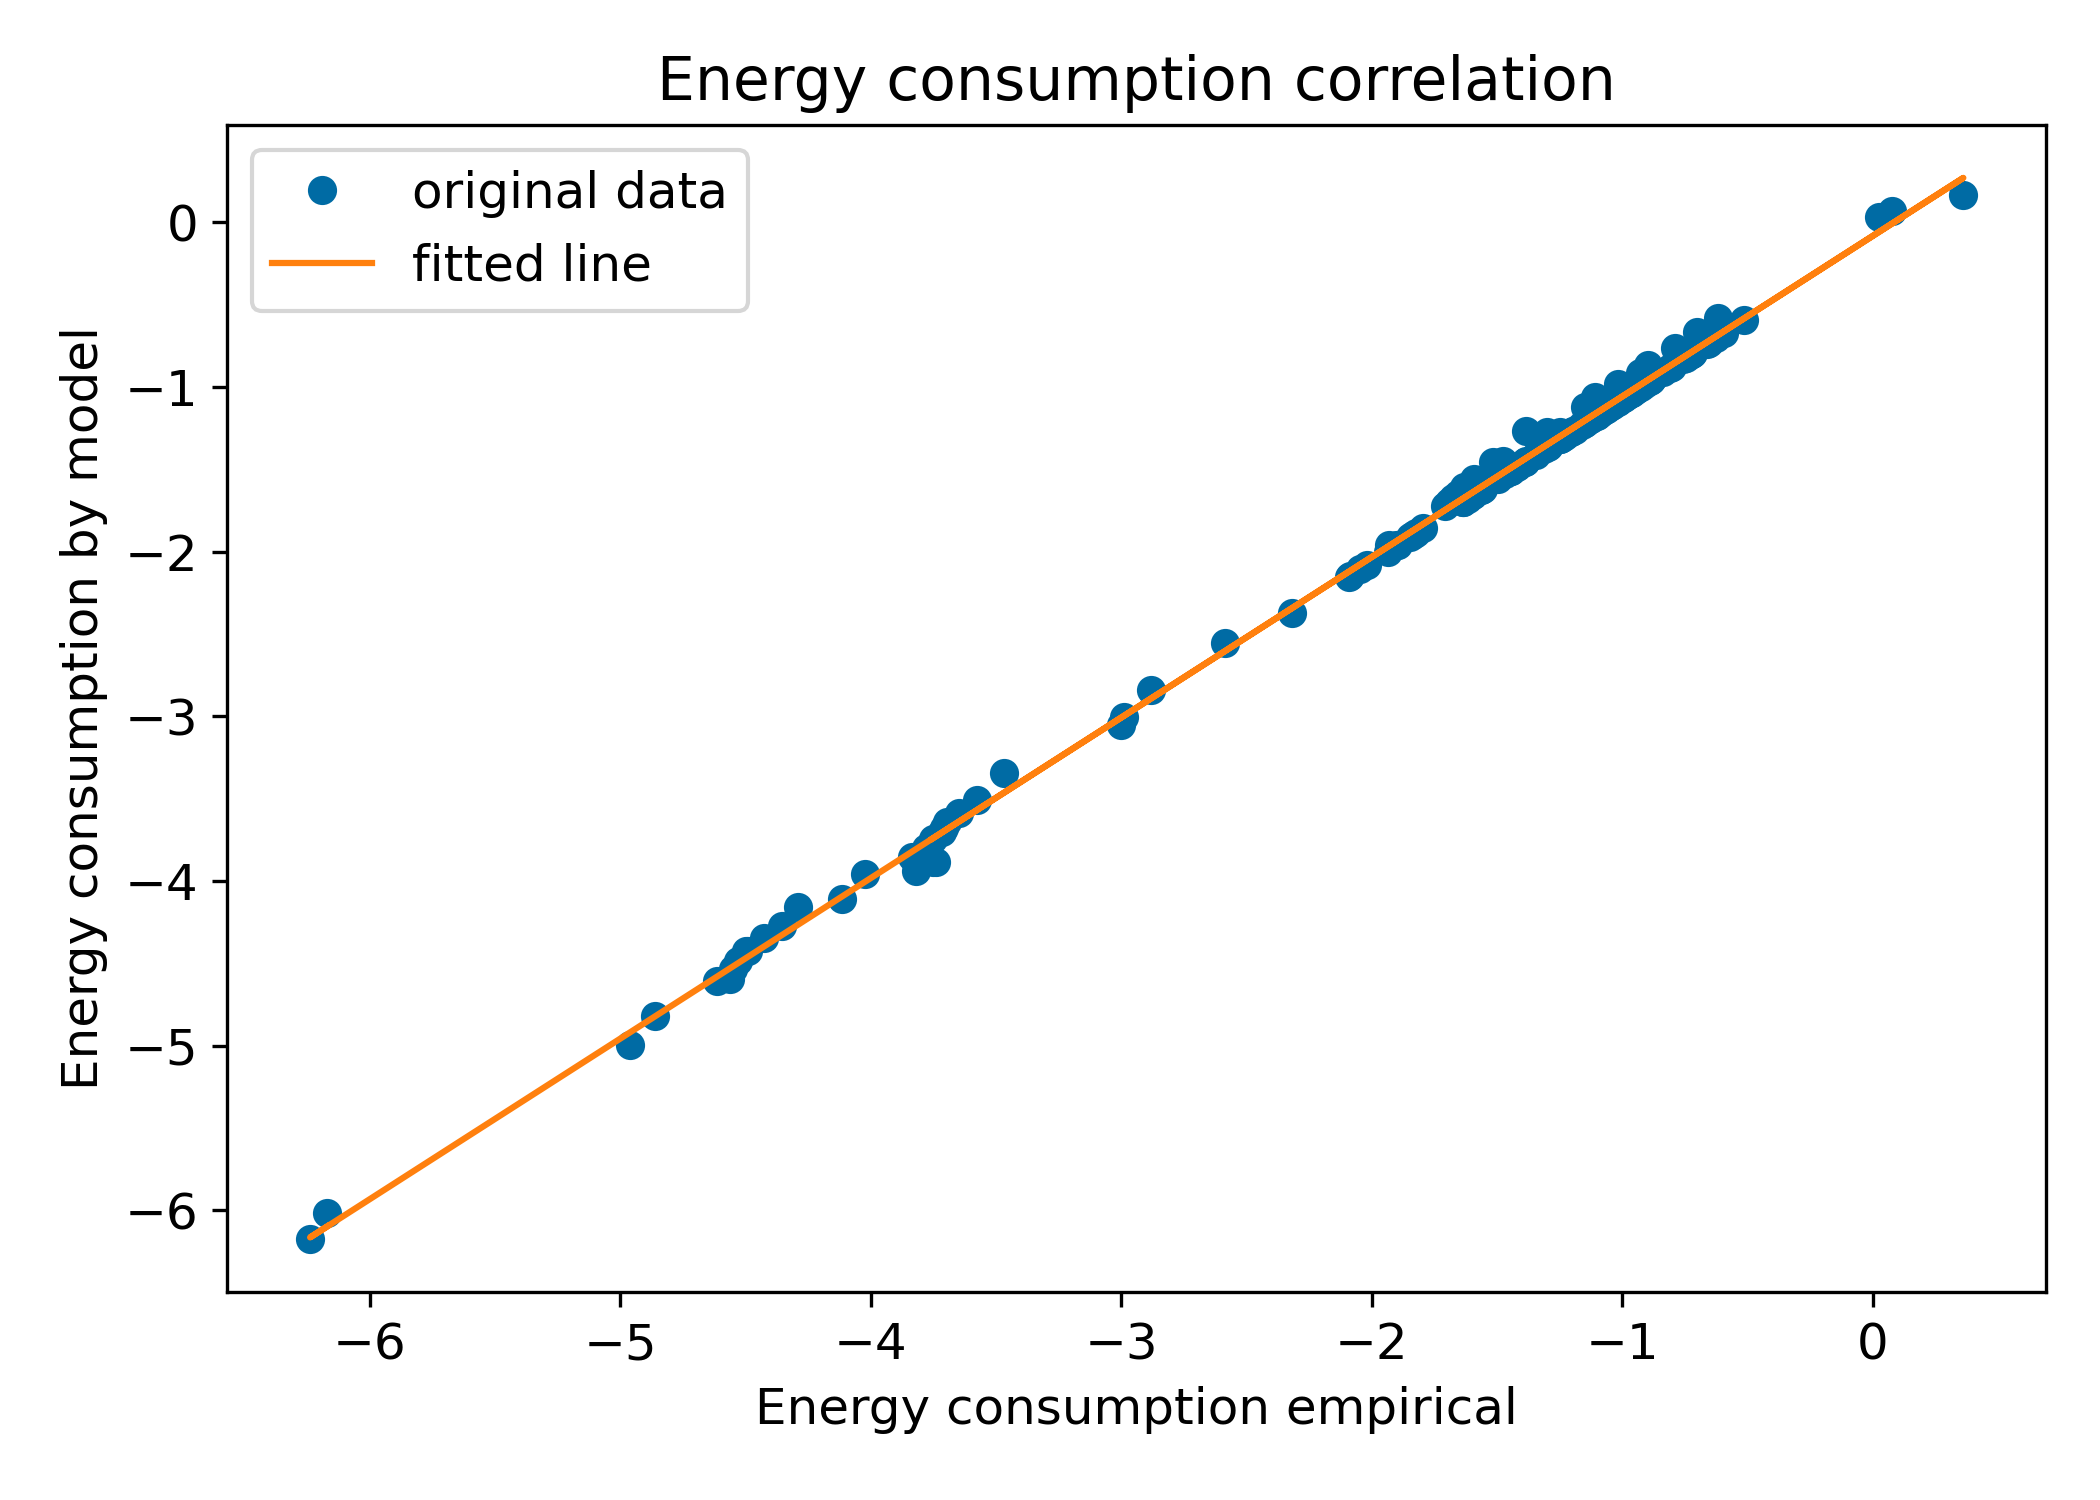 Energy consumption correlation
original data
fitted line
Energy consumption by model
0
−1
−2
−3
−4
−5
−6
−6 −5 −4 −3 −2 −1 0
Energy consumption empirical